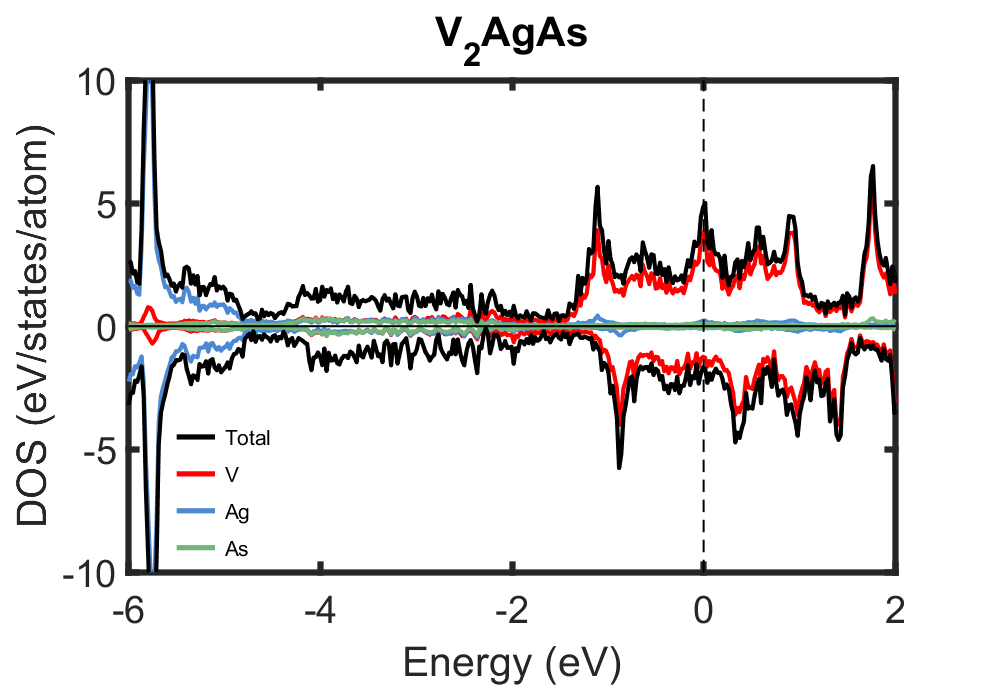 V₂AgAs
DOS (eV/states/atom)
10
5
0
-5
-10
Total
V
Ag
As
-6 -4 -2 0 2
Energy (eV)